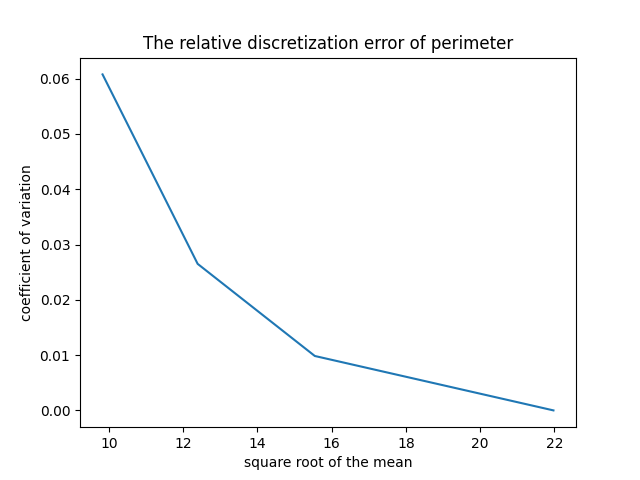 The relative discretization error of perimeter
0.06
0.05
0.04
0.03
0.02
0.01
0.00
coefficient of variation
10 12 14 16 18 20 22
square root of the mean